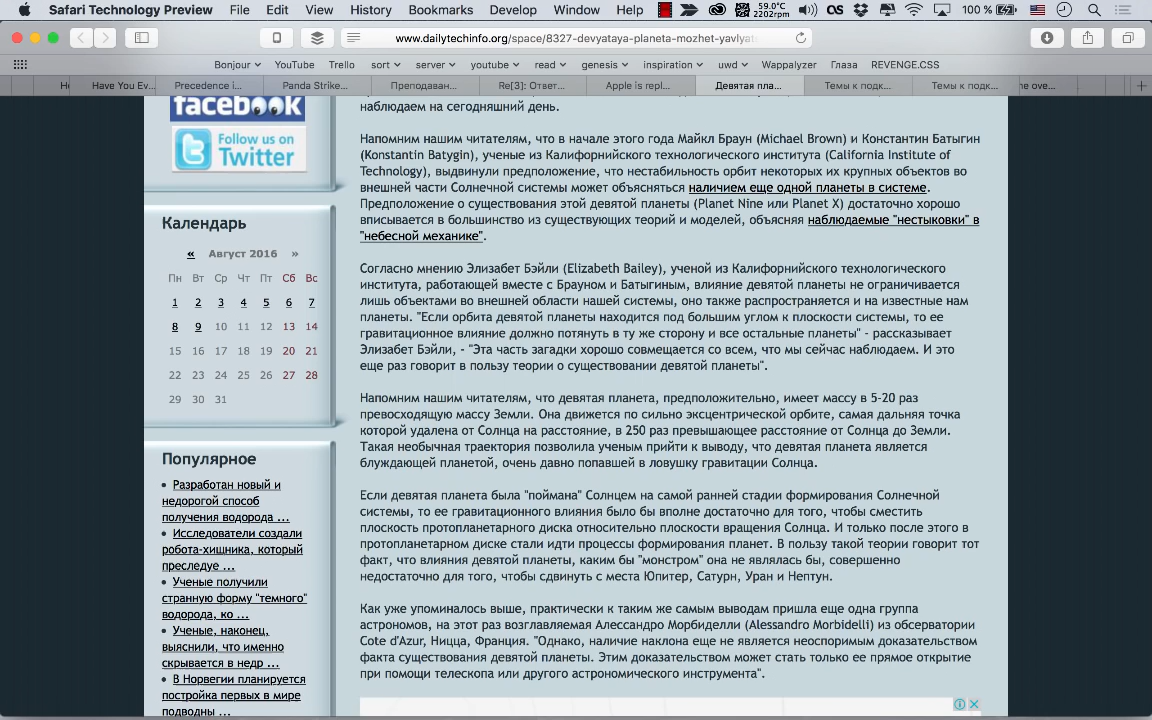 Safari Technology Preview File Edit View History Bookmarks Develop Window Help 59.0°C 2202rpm 100 %
www.dailytechinfo.org/space/8327-devyataya-planeta-mozhet-yavlyat
Bonjour YouTube Trello sort server youtube read genesis inspiration uwd Wappalyzer Глаза REVENGE.CSS
Have You Ev... Precedence i... Panda Strike... Преподаван... Re[3]: Ответ... Apple is repl... Девятая пла... Темы к подк... Темы к подк... he ove...
facebook
Follow us on
Twitter
Календарь
« Август 2016 »
Пн Вт Ср Чт Пт Сб Вс
1 2 3 4 5 6 7
8 9 10 11 12 13 14
15 16 17 18 19 20 21
22 23 24 25 26 27 28
29 30 31
Популярное
• Разработан новый и
недорогой способ
получения водорода ...
• Исследователи создали
робота-хищника, который
преследуе ...
• Ученые получили
странную форму "темного"
водорода, ко ...
• Ученые, наконец,
выяснили, что именно
скрывается в недр ...
• В Норвегии планируется
постройка первых в мире
подводны ...
наблюдаем на сегодняшний день.
Напомним нашим читателям, что в начале этого года Майкл Браун (Michael Brown) и Константин Батыгин
(Konstantin Batygin), ученые из Калифорнийского технологического института (California Institute of
Technology), выдвинули предположение, что нестабильность орбит некоторых их крупных объектов во
внешней части Солнечной системы может объясняться наличием еще одной планеты в системе.
Предположение о существования этой девятой планеты (Planet Nine или Planet X) достаточно хорошо
вписывается в большинство из существующих теорий и моделей, объясняя наблюдаемые "нестыковки" в
"небесной механике".
Согласно мнению Элизабет Бэйли (Elizabeth Bailey), ученой из Калифорнийского технологического
института, работающей вместе с Брауном и Батыгиным, влияние девятой планеты не ограничивается
лишь объектами во внешней области нашей системы, оно также распространяется и на известные нам
планеты. "Если орбита девятой планеты находится под большим углом к плоскости системы, то ее
гравитационное влияние должно потянуть в ту же сторону и все остальные планеты" - рассказывает
Элизабет Бэйли, - "Эта часть загадки хорошо совмещается со всем, что мы сейчас наблюдаем. И это
еще раз говорит в пользу теории о существовании девятой планеты".
Напомним нашим читателям, что девятая планета, предположительно, имеет массу в 5-20 раз
превосходящую массу Земли. Она движется по сильно эксцентрической орбите, самая дальняя точка
которой удалена от Солнца на расстояние, в 250 раз превышающее расстояние от Солнца до Земли.
Такая необычная траектория позволила ученым прийти к выводу, что девятая планета является
блуждающей планетой, очень давно попавшей в ловушку гравитации Солнца.
Если девятая планета была "поймана" Солнцем на самой ранней стадии формирования Солнечной
системы, то ее гравитационного влияния было бы вполне достаточно для того, чтобы сместить
плоскость протопланетарного диска относительно плоскости вращения Солнца. И только после этого в
протопланетарном диске стали идти процессы формирования планет. В пользу такой теории говорит тот
факт, что влияния девятой планеты, каким бы "монстром" она не являлась бы, совершенно
недостаточно для того, чтобы сдвинуть с места Юпитер, Сатурн, Уран и Нептун.
Как уже упоминалось выше, практически к таким же самым выводам пришла еще одна группа
астрономов, на этот раз возглавляемая Алессандро Морбиделли (Alessandro Morbidelli) из обсерватории
Cote d'Azur, Ницца, Франция. "Однако, наличие наклона еще не является неоспоримым доказательством
факта существования девятой планеты. Этим доказательством может стать только ее прямое открытие
при помощи телескопа или другого астрономического инструмента".